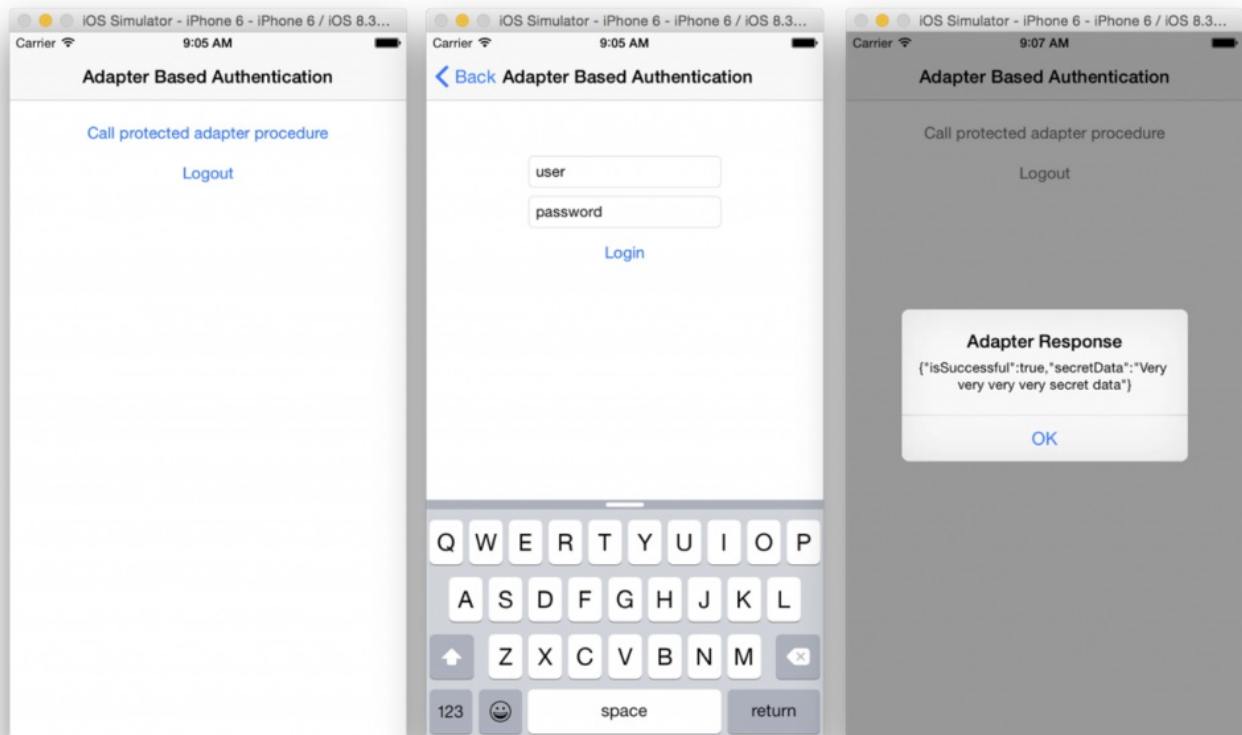 iOS Simulator - iPhone 6 - iPhone 6 / iOS 8.3...
Carrier 9:05 AM
Adapter Based Authentication
Call protected adapter procedure
Logout
iOS Simulator - iPhone 6 - iPhone 6 / iOS 8.3...
Carrier 9:05 AM
Back Adapter Based Authentication
user
password
Login
Q W E R T Y U I O P
A S D F G H J K L
Z X C V B N M
123 space return
iOS Simulator - iPhone 6 - iPhone 6 / iOS 8.3...
Carrier 9:07 AM
Adapter Based Authentication
Call protected adapter procedure
Logout
Adapter Response
{"isSuccessful":true,"secretData":"Very
very very very secret data"}
OK